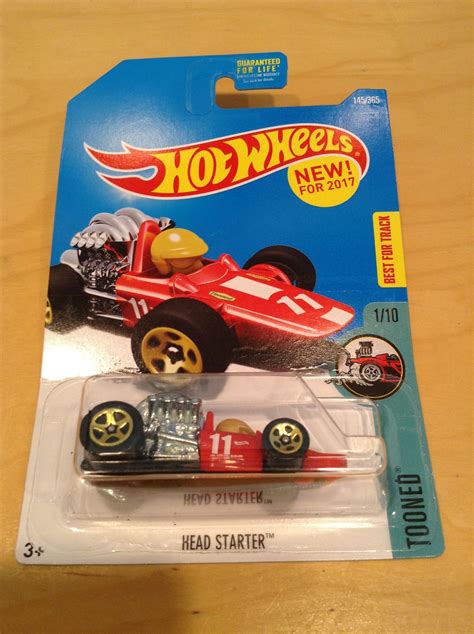 GUARANTEED
FOR LIFE*
145/365
HOT WHEELS
NEW!
FOR 2017
BEST FOR TRACK
11
11
1/10
11
HEAD STARTER
HEAD STARTER™
TOONED
3+